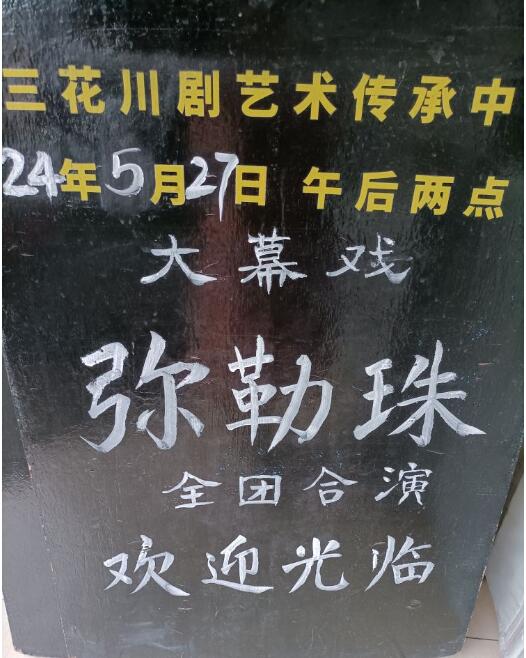 三花川剧艺术传承中
24年5月27日 午后两点
大幕戏
弥勒珠
全团合演
欢迎光临